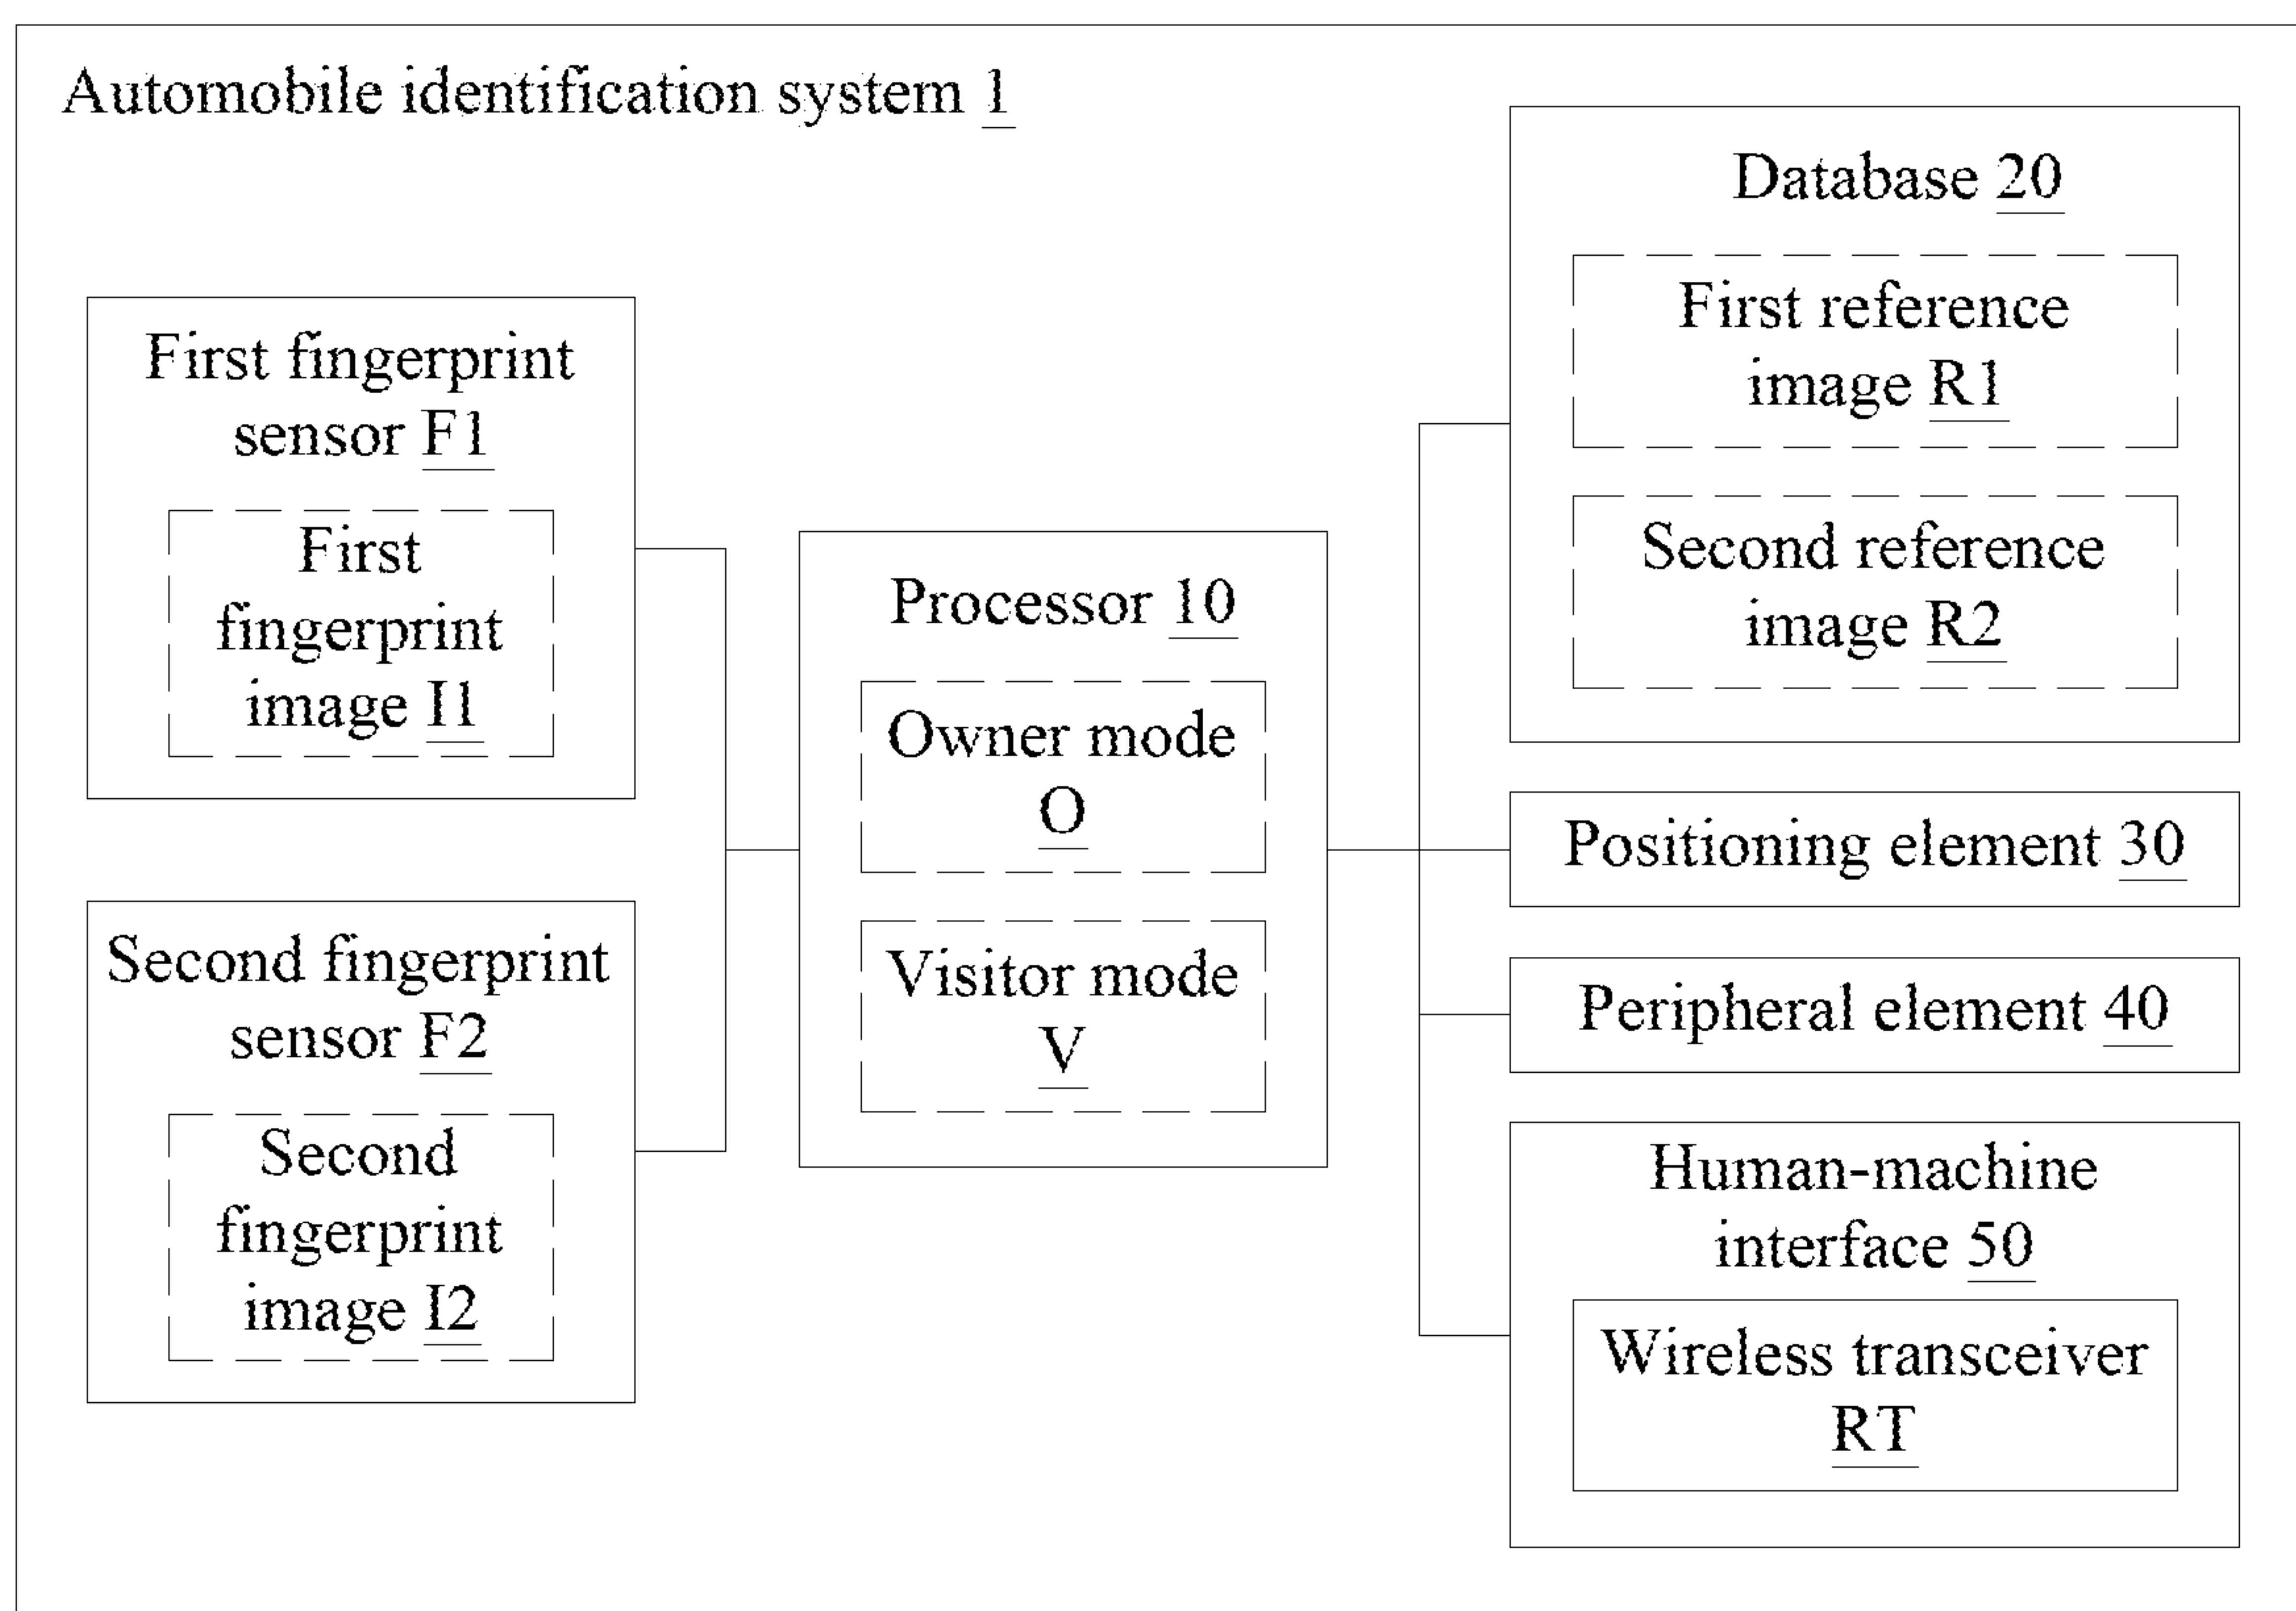 Automobile identification system 1
First fingerprint
sensor F1
First
fingerprint
image I1
Second fingerprint
sensor F2
Second
fingerprint
image I2
Processor 10
Owner mode
O
Visitor mode
V
Database 20
First reference
image R1
Second reference
image R2
Positioning element 30
Peripheral element 40
Human-machine
interface 50
Wireless transceiver
RT